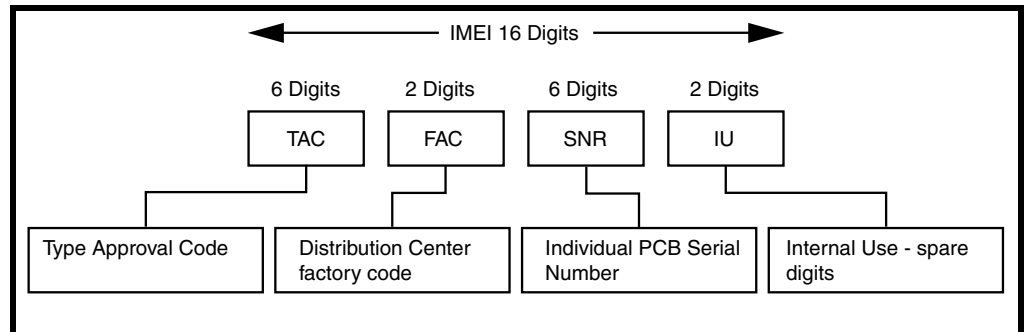 IMEI 16 Digits
6 Digits
2 Digits
6 Digits
2 Digits
TAC
FAC
SNR
IU
Type Approval Code
Distribution Center
factory code
Individual PCB Serial
Number
Internal Use - spare
digits